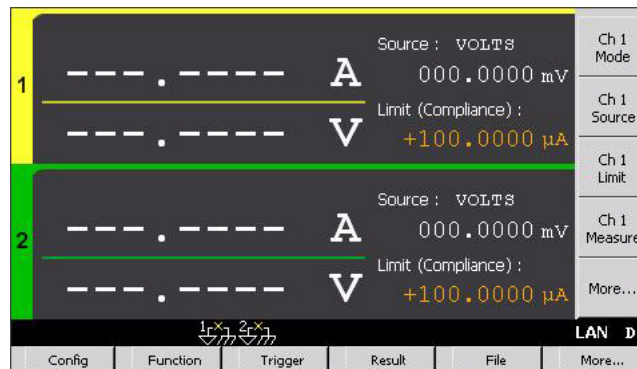 1
---.---- A
Source : VOLTS
000.0000 mV
---.---- V
Limit (Compliance) :
+100.0000 µA
2
---.---- A
Source : VOLTS
000.0000 mV
---.---- V
Limit (Compliance) :
+100.0000 µA
Ch 1
Mode
Ch 1
Source
Ch 1
Limit
Ch 1
Measure
More...
1 2
LAN D
Config Function Trigger Result File More...